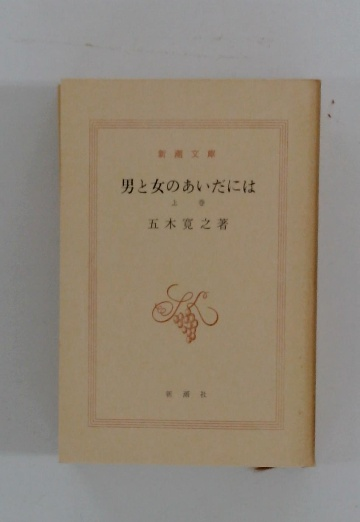 新潮文庫
男と女のあいだには
上巻
五木寛之著
新潮社